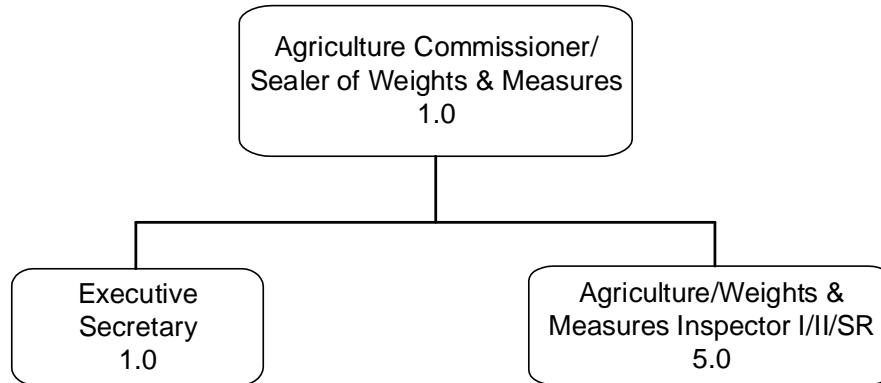 Agriculture Commissioner/
Sealer of Weights & Measures
1.0
Executive
Secretary
1.0
Agriculture/Weights &
Measures Inspector I/II/SR
5.0